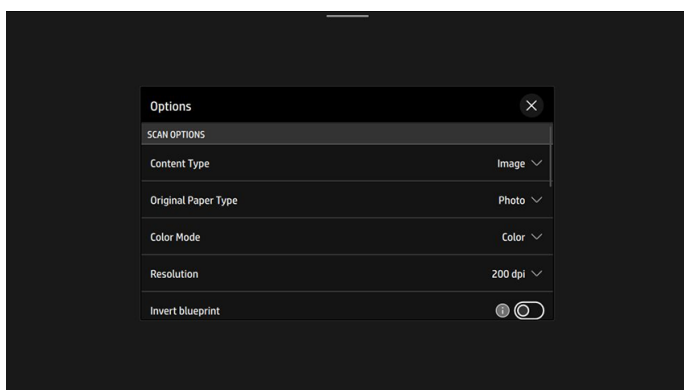 Options
SCAN OPTIONS
Content Type Image
Original Paper Type Photo
Color Mode Color
Resolution 200 dpi
Invert blueprint